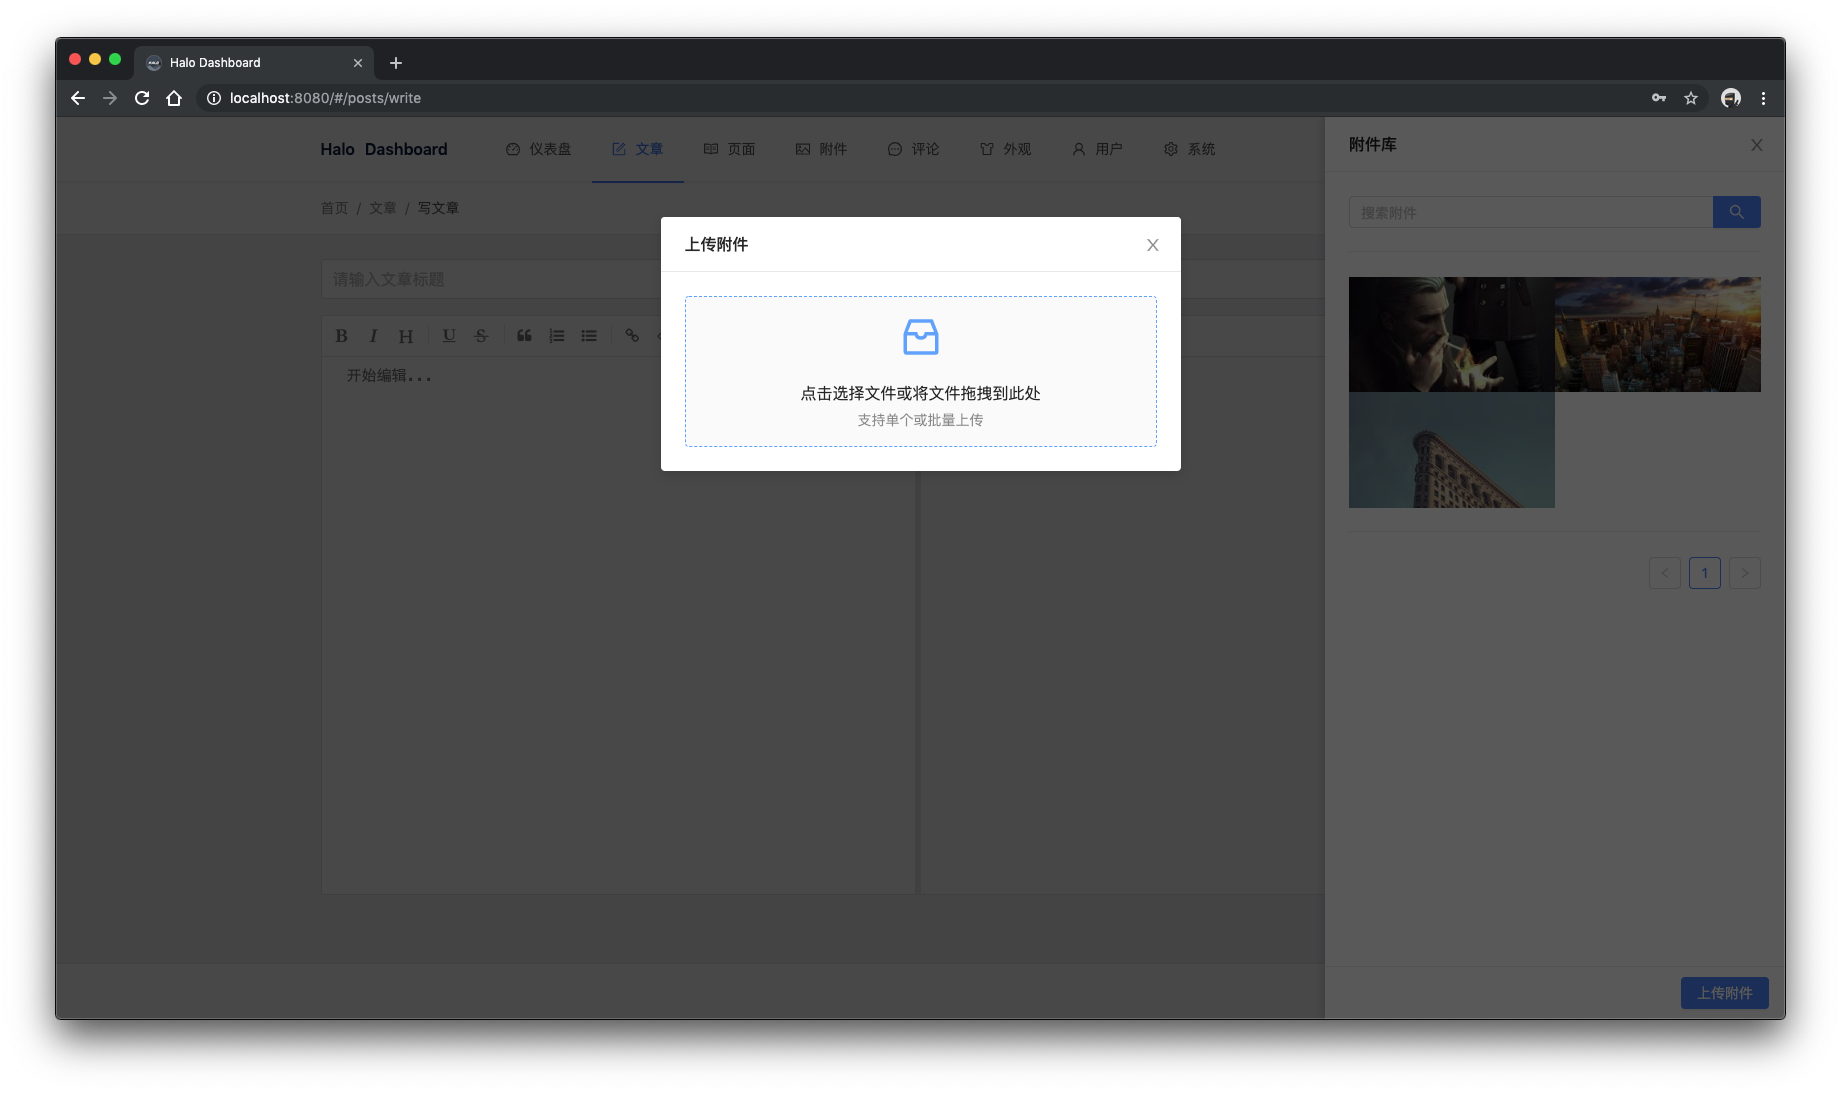 Halo Dashboard
localhost:8080/#/posts/write
Halo Dashboard
仪表盘
文章
页面
附件
评论
外观
用户
系统
首页 / 文章 / 写文章
请输入文章标题
B I H U S
开始编辑...
上传附件
点击选择文件或将文件拖拽到此处
支持单个或批量上传
附件库
搜索附件
1
上传附件